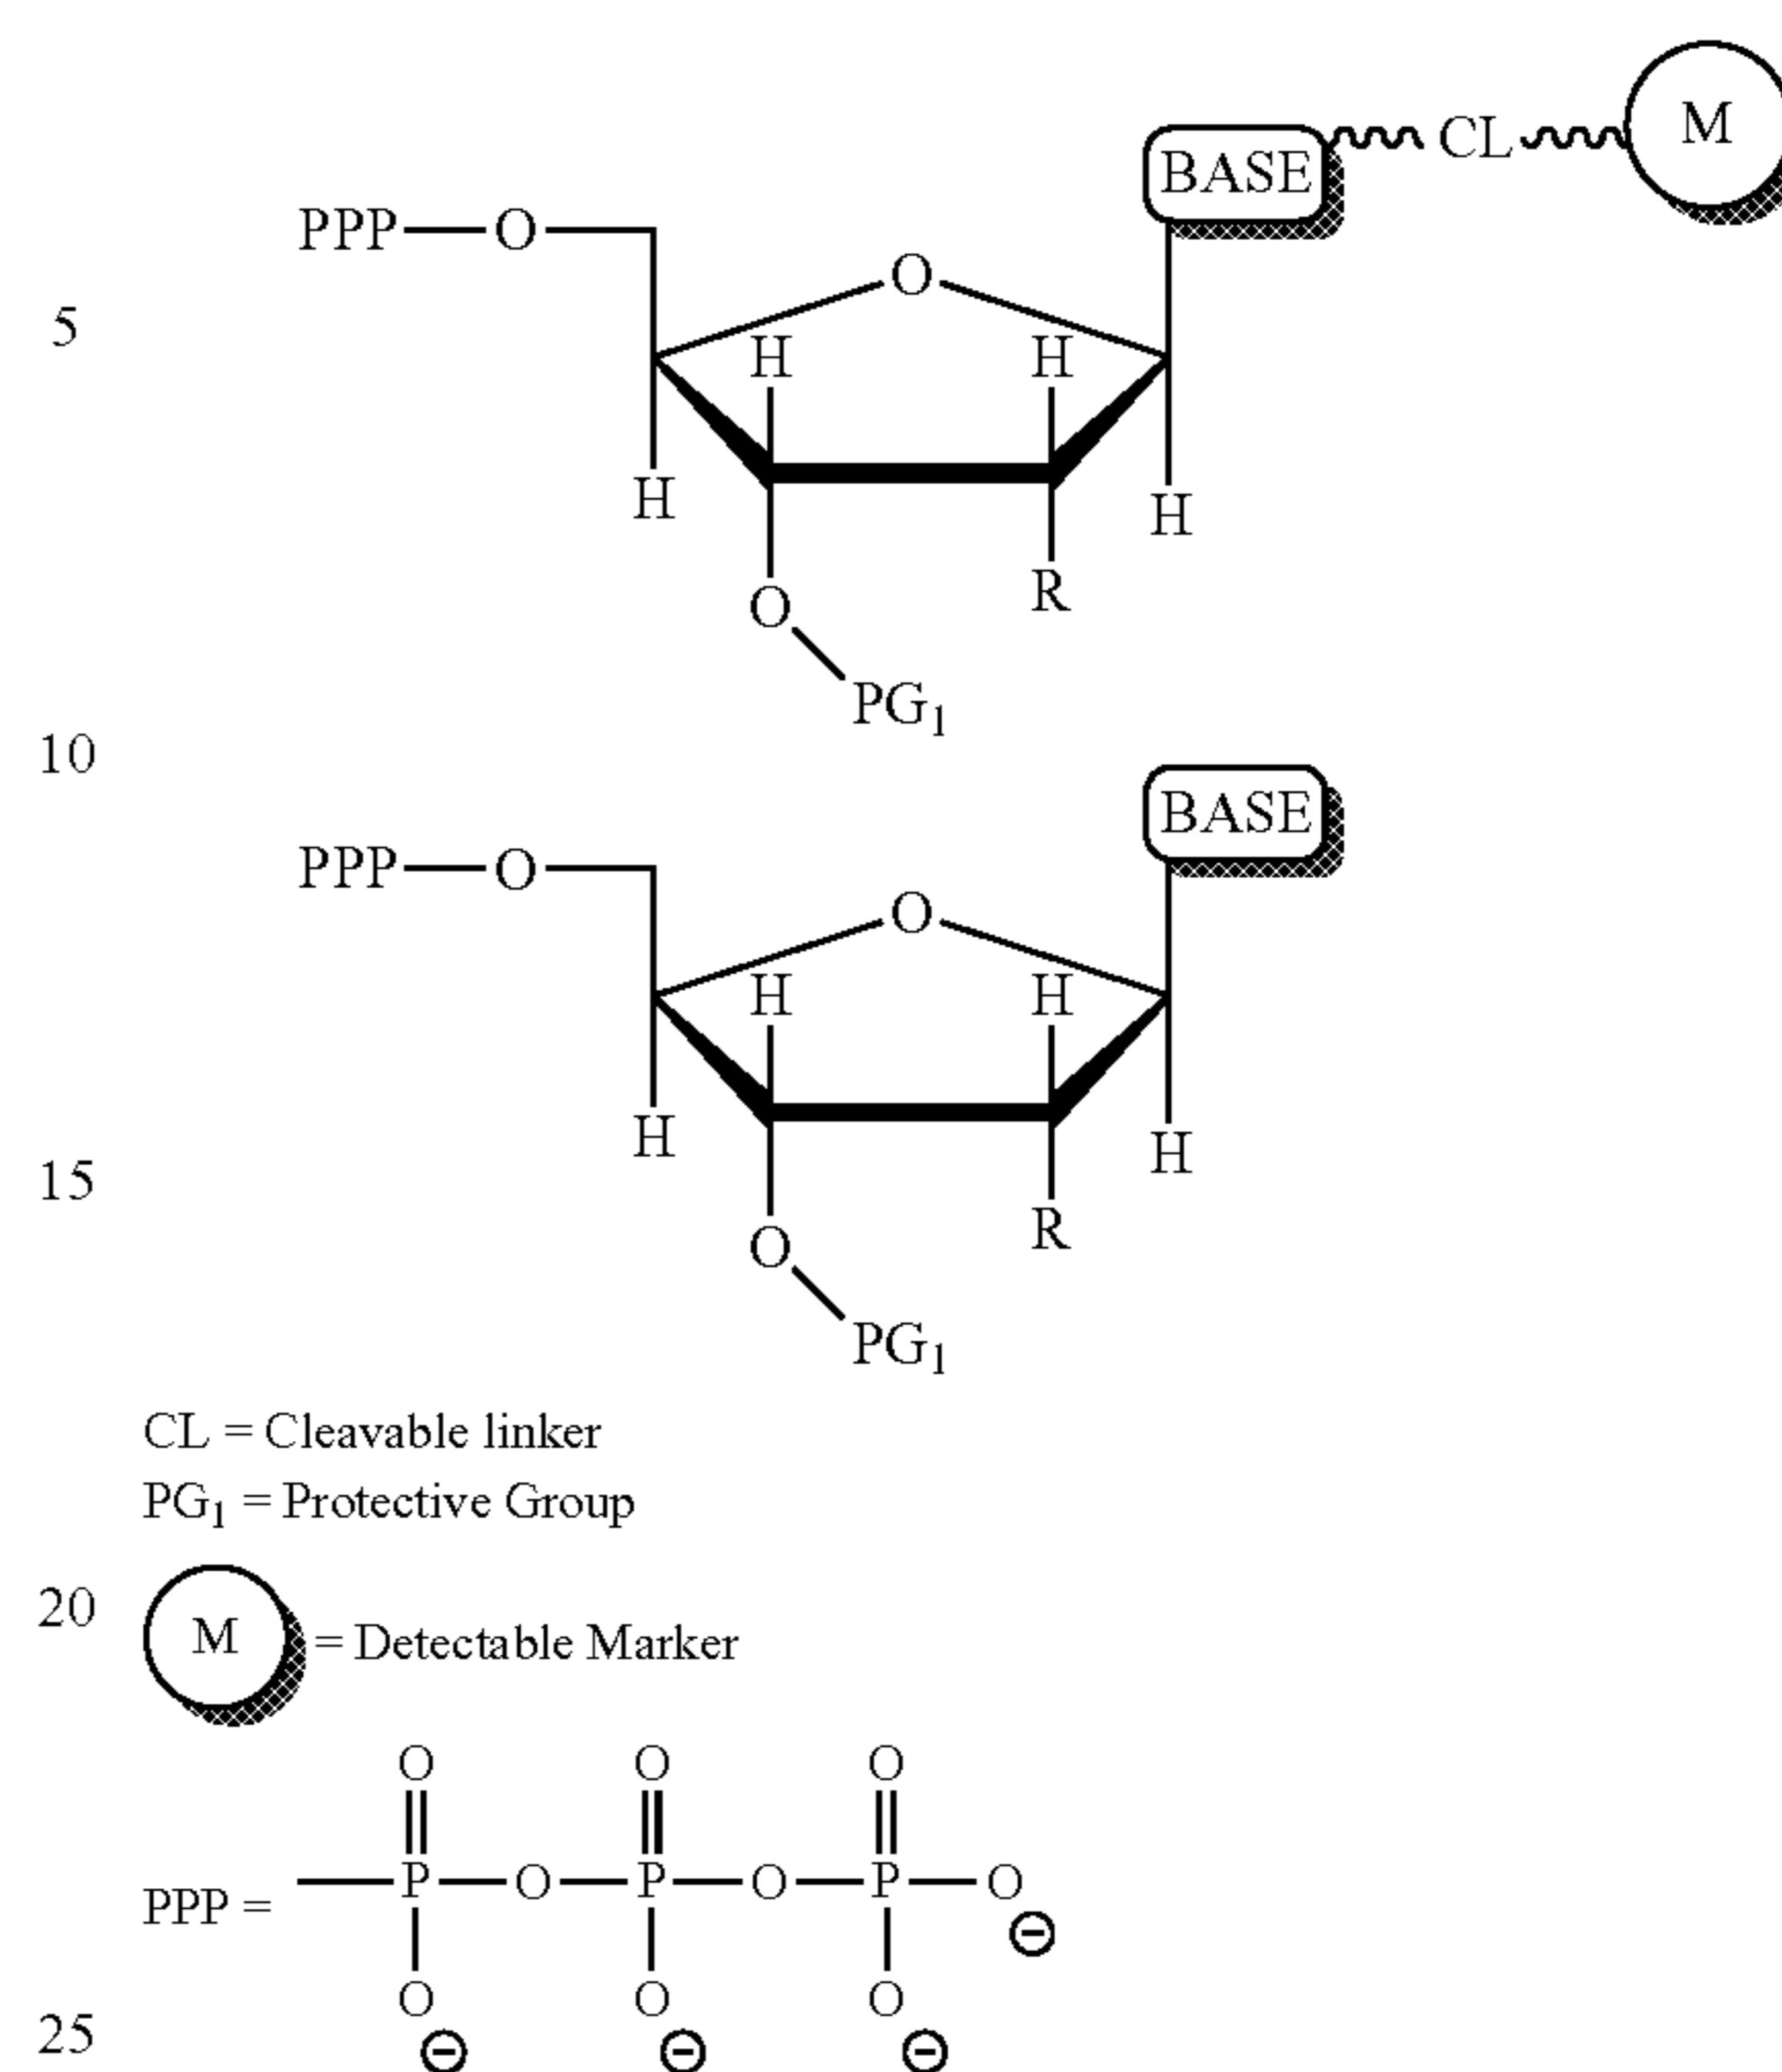 M
BASE CL
PPP O
O
5
H H
H H
O R
PG₁
10
BASE
PPP O
O
H H
H H
15
O R
PG₁
CL = Cleavable linker
PG₁ = Protective Group
20
M = Detectable Marker
O O O
PPP = P O P O P O
⊖
O O O
25
⊖ ⊖ ⊖